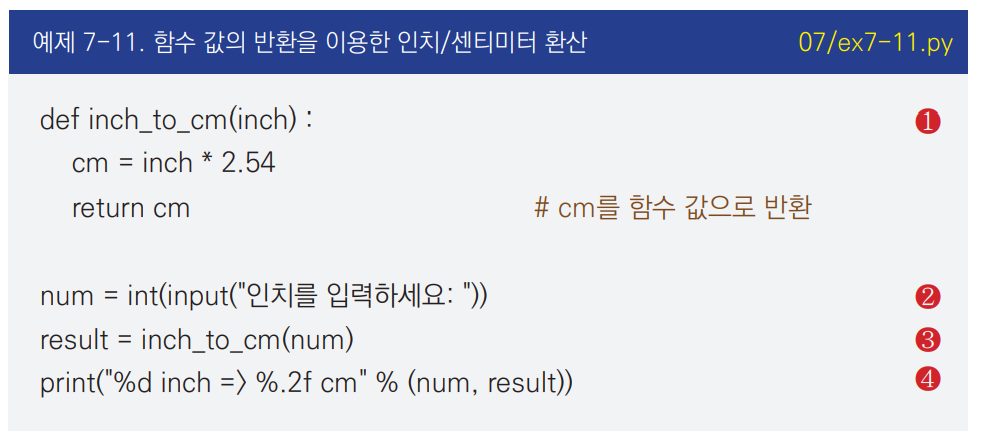 예제 7-11. 함수 값의 반환을 이용한 인치/센티미터 환산 07/ex7-11.py
def inch_to_cm(inch) : ❶
cm = inch * 2.54
return cm # cm를 함수 값으로 반환
num = int(input("인치를 입력하세요: ")) ❷
result = inch_to_cm(num) ❸
print("%d inch => %.2f cm" % (num, result)) ❹